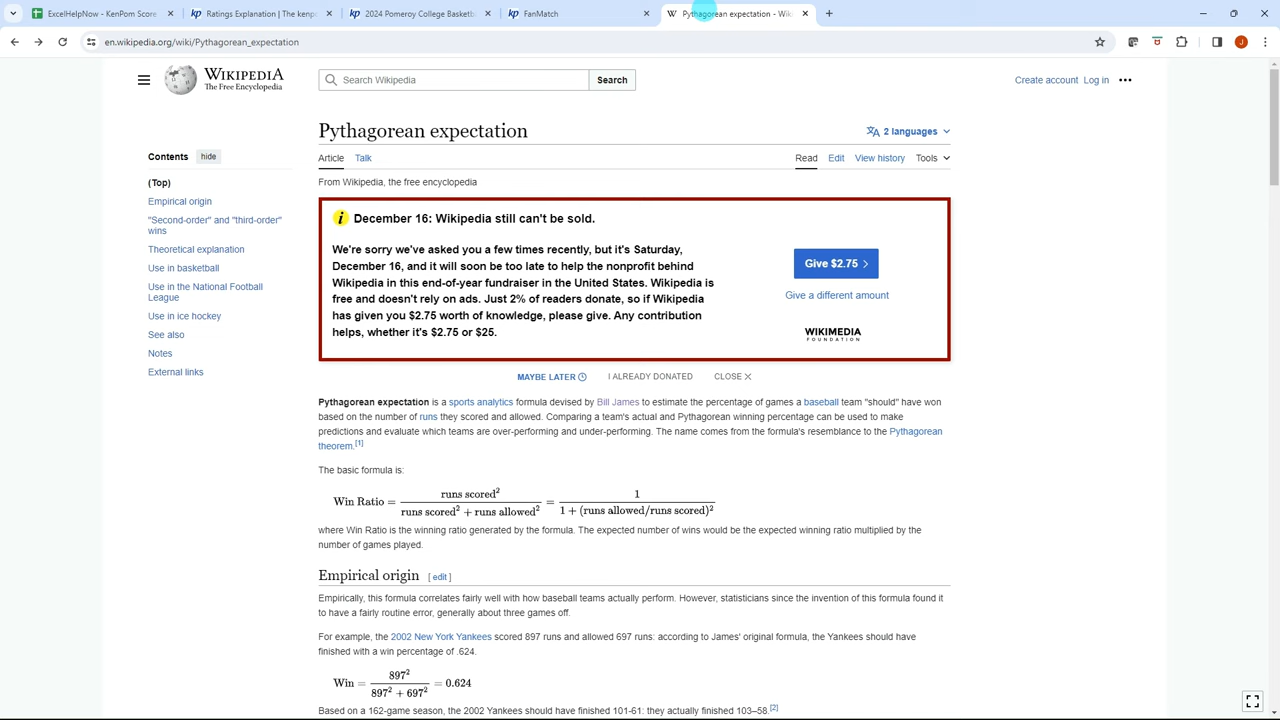 ExcelHelpNow - KenPom Score
Ratings Explanation | The kenpo
2024 Pomeroy College Basketb
FanMatch
Pythagorean expectation - Wiki
en.wikipedia.org/wiki/Pythagorean_expectation
J
WIKIPEDIA
The Free Encyclopedia
Search Wikipedia
Search
Create account Log in
Contents hide
(Top)
Empirical origin
"Second-order" and "third-order"
wins
Theoretical explanation
Use in basketball
Use in the National Football
League
Use in ice hockey
See also
Notes
External links
Pythagorean expectation
2 languages
Article Talk
Read Edit View history Tools
From Wikipedia, the free encyclopedia
December 16: Wikipedia still can't be sold.
We're sorry we've asked you a few times recently, but it's Saturday,
December 16, and it will soon be too late to help the nonprofit behind
Wikipedia in this end-of-year fundraiser in the United States. Wikipedia is
free and doesn't rely on ads. Just 2% of readers donate, so if Wikipedia
has given you $2.75 worth of knowledge, please give. Any contribution
helps, whether it's $2.75 or $25.
Give $2.75
Give a different amount
WIKIMEDIA
FOUNDATION
MAYBE LATER I ALREADY DONATED CLOSE
Pythagorean expectation is a sports analytics formula devised by Bill James to estimate the percentage of games a baseball team "should" have won
based on the number of runs they scored and allowed. Comparing a team's actual and Pythagorean winning percentage can be used to make
predictions and evaluate which teams are over-performing and under-performing. The name comes from the formula's resemblance to the Pythagorean
theorem.[1]
The basic formula is:
Win Ratio = runs scored² / (runs scored² + runs allowed²) = 1 / (1 + (runs allowed/runs scored)²)
where Win Ratio is the winning ratio generated by the formula. The expected number of wins would be the expected winning ratio multiplied by the
number of games played.
Empirical origin [ edit ]
Empirically, this formula correlates fairly well with how baseball teams actually perform. However, statisticians since the invention of this formula found it
to have a fairly routine error, generally about three games off.
For example, the 2002 New York Yankees scored 897 runs and allowed 697 runs: according to James' original formula, the Yankees should have
finished with a win percentage of .624.
Win = 897² / (897² + 697²) = 0.624
Based on a 162-game season, the 2002 Yankees should have finished 101-61: they actually finished 103–58.[2]